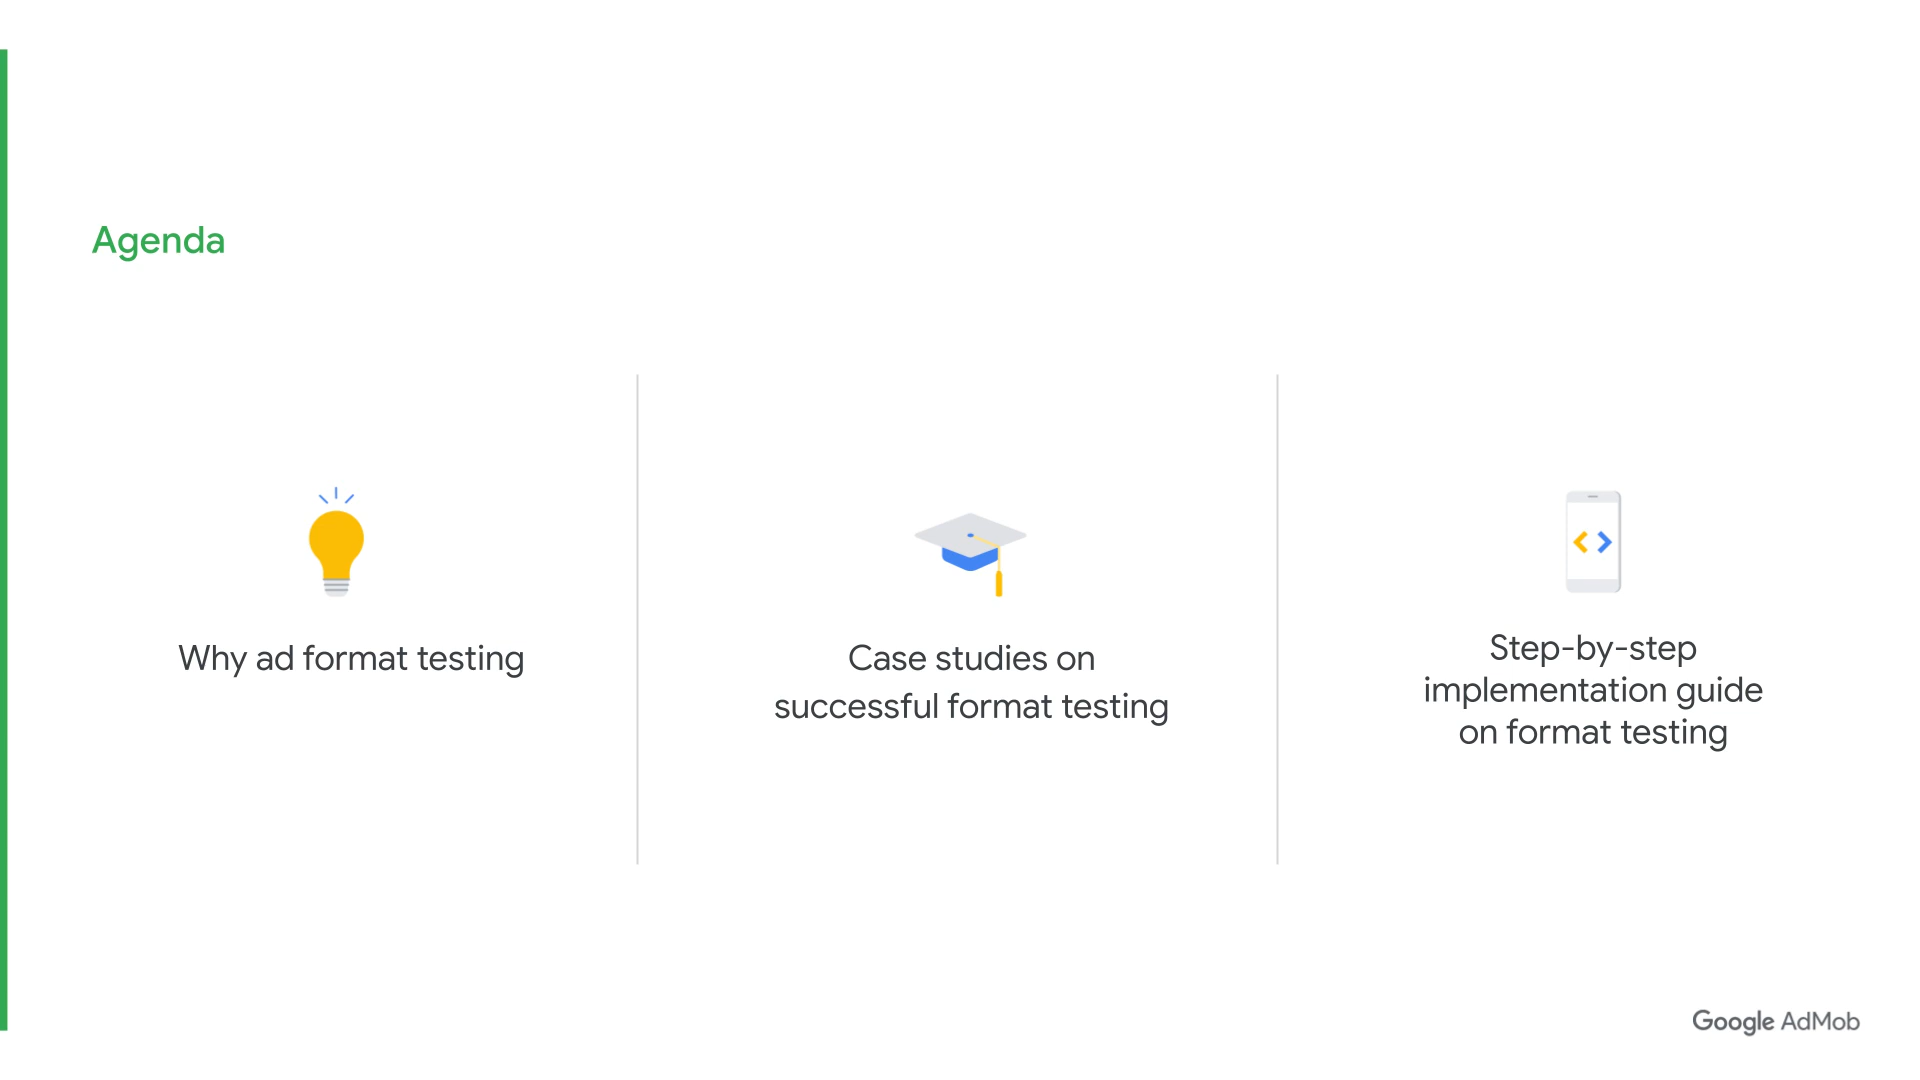 Agenda
Why ad format testing
Case studies on
successful format testing
Step-by-step
implementation guide
on format testing
Google AdMob